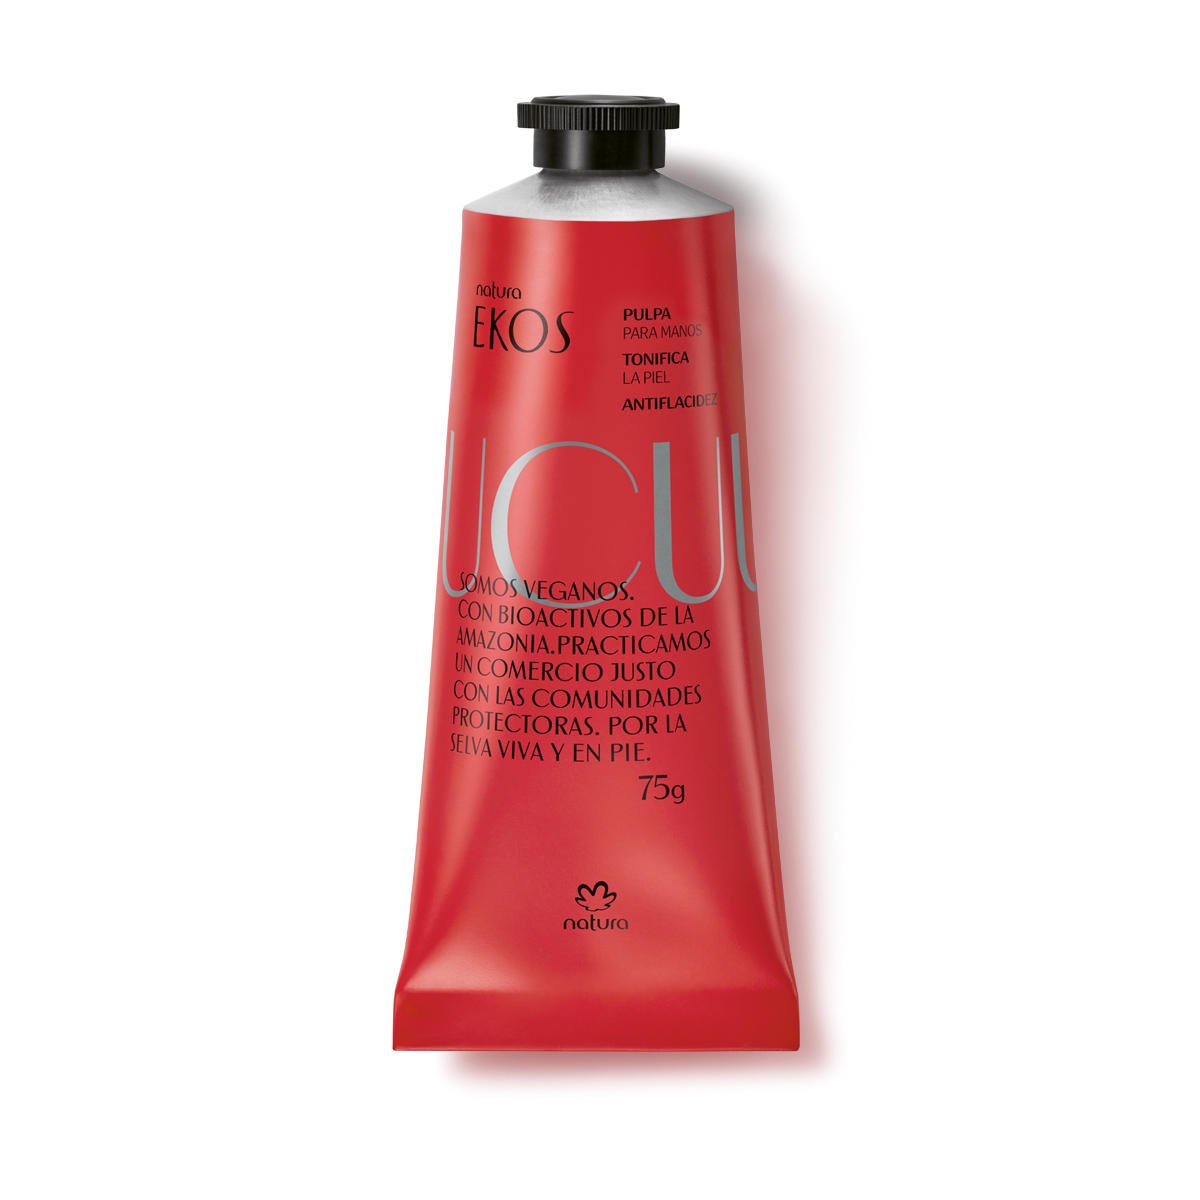 natura
EKOS
PULPA
PARA MANOS
TONIFICA
LA PIEL
ANTIFLACIDEZ
UCUU
SOMOS VEGANOS.
CON BIOACTIVOS DE LA
AMAZONIA.PRACTICAMOS
UN COMERCIO JUSTO
CON LAS COMUNIDADES
PROTECTORAS. POR LA
SELVA VIVA Y EN PIE.
75g
natura